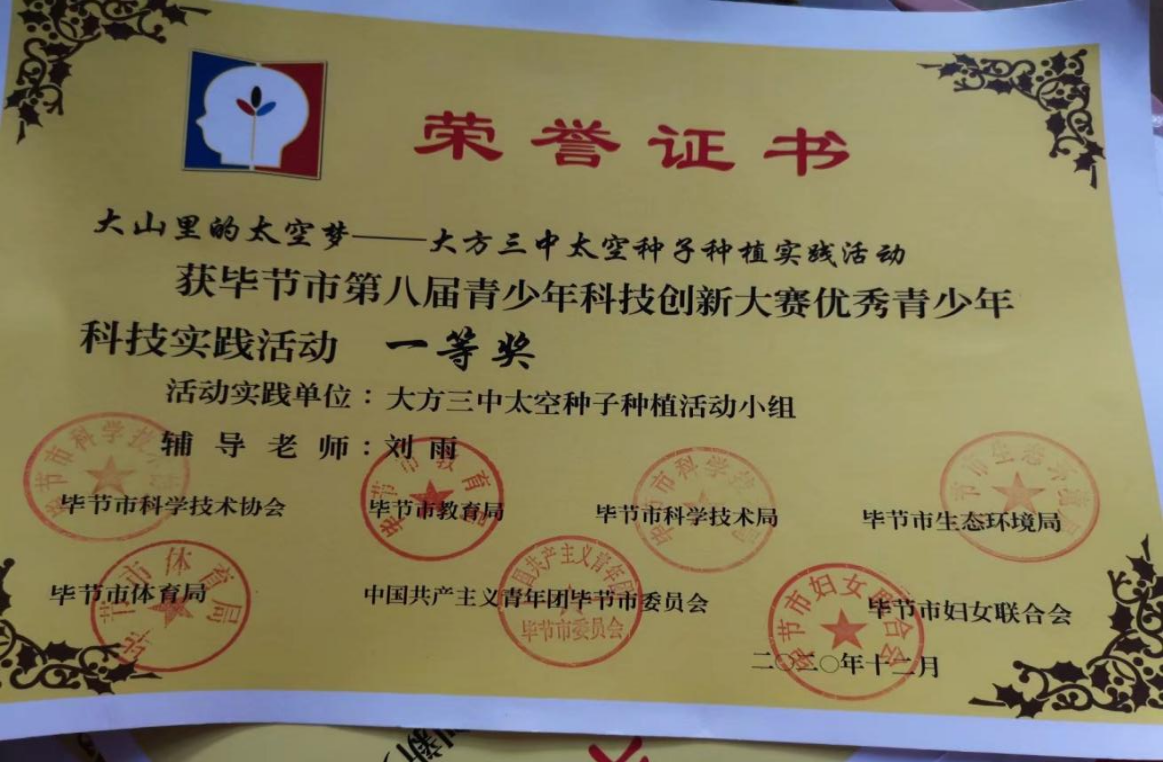 荣誉证书
大山里的太空梦——大方三中太空种子种植实践活动
获毕节市第八届青少年科技创新大赛优秀青少年
科技实践活动 一等奖
活动实践单位：大方三中太空种子种植活动小组
辅导老师：刘雨
毕节市科学技术协会 毕节市教育局 毕节市科学技术局 毕节市生态环境局
毕节市体育局 中国共产主义青年团毕节市委员会 毕节市妇女联合会
毕节市委员会
二〇二〇年十二月